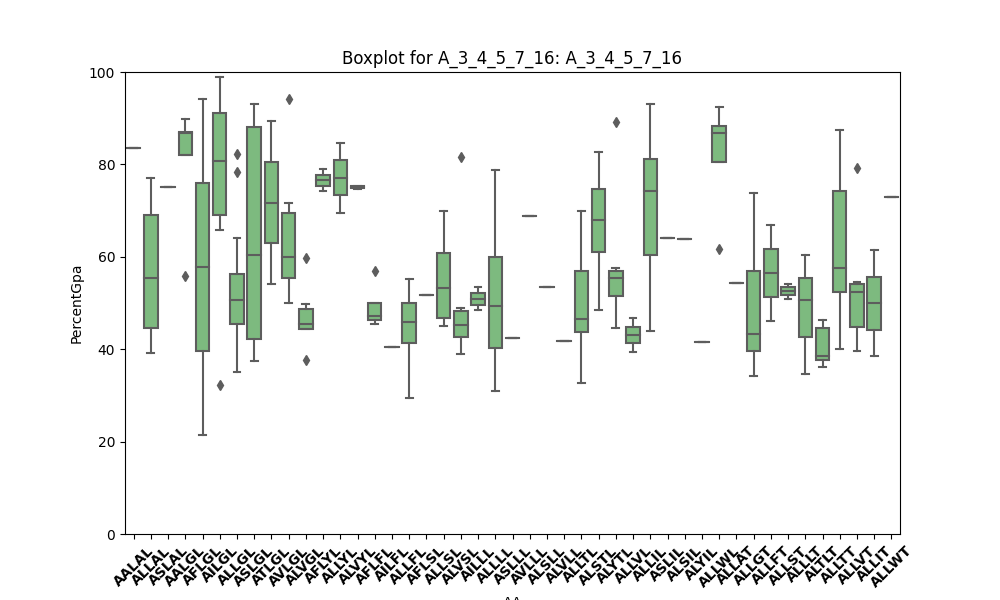 Boxplot for A_3_4_5_7_16: A_3_4_5_7_16
100
80
60
40
20
0
PercentGpa
AALAL
ALLAL
ASLAL
AALGL
AFLGL
AILGL
ALLGL
ASLGL
ATLGL
AVLGL
ALVGL
AFLYL
ALLYL
ALVYL
AFLFL
AILFL
ALLFL
AFLSL
ALLSL
ALVSL
AILLL
ALLLL
ASLLL
AVLLL
ALSLL
ALVLL
ALLTL
ALSTL
ALYTL
ALLVL
ALLIL
ASLIL
ALSIL
ALYIL
ALLWL
ALLAT
ALLGT
ALLFT
ALLST
ALLLT
ALTLT
ALLTT
ALLVT
ALLIT
ALLWT